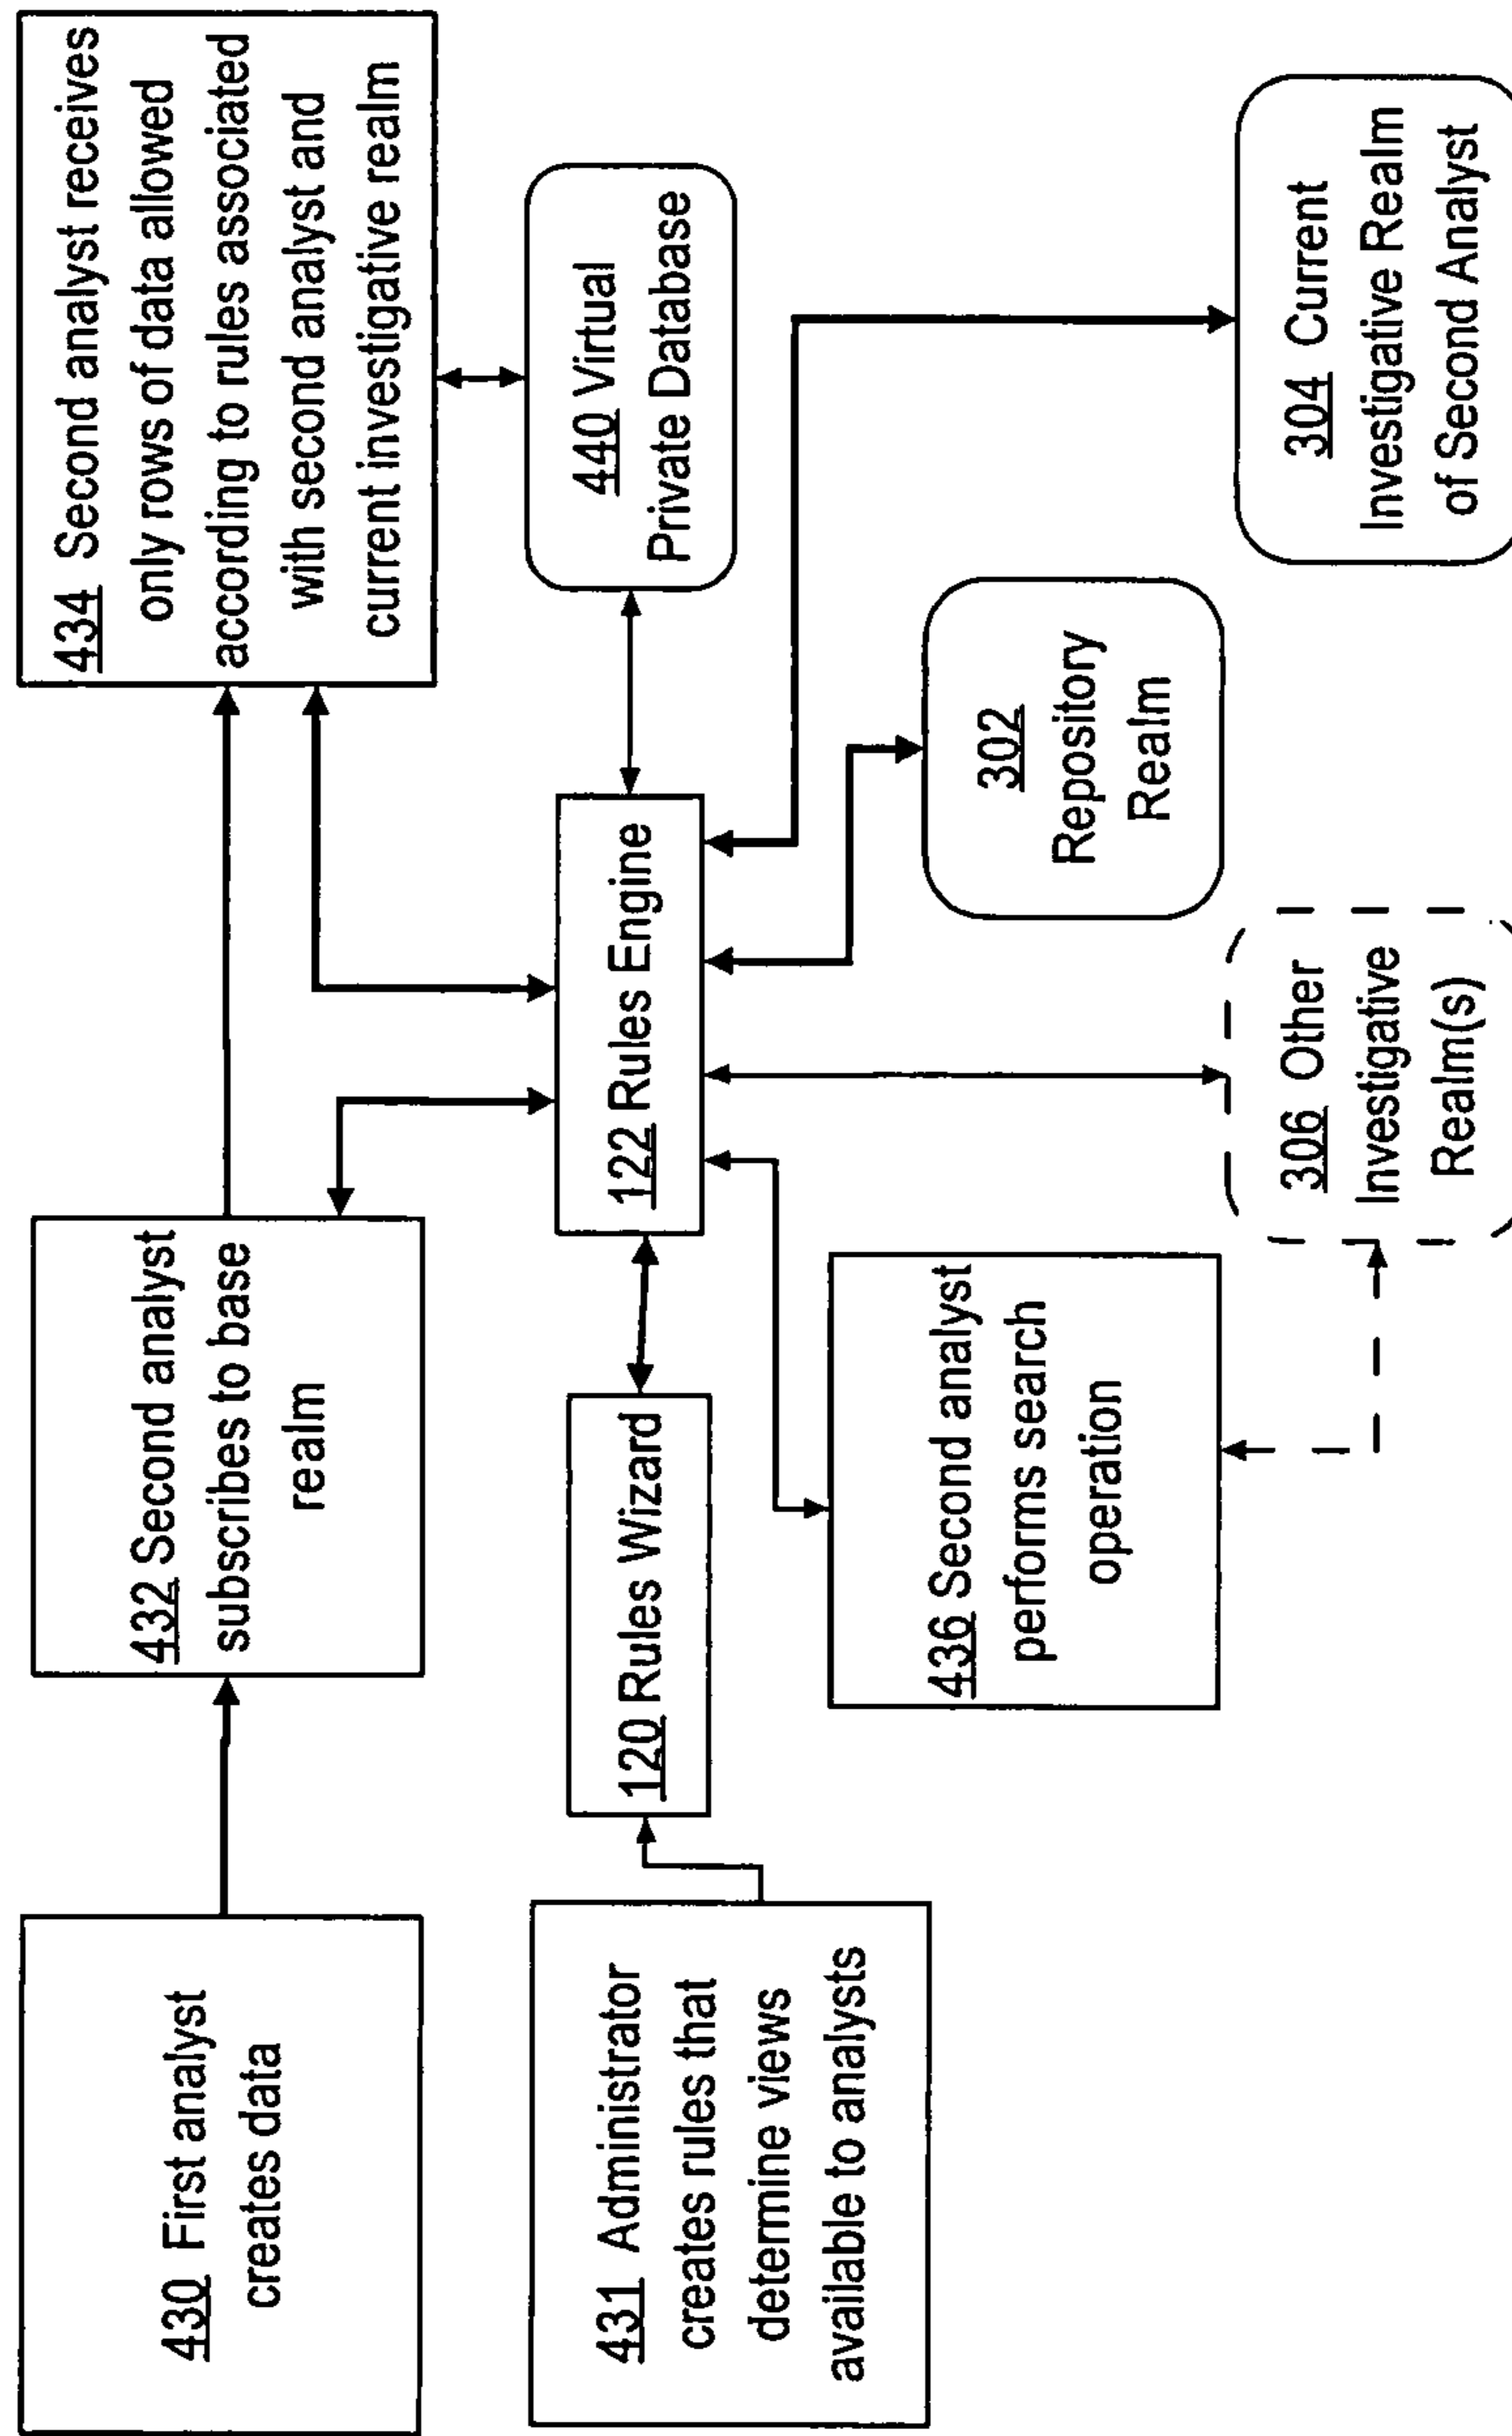 430 First analyst
creates data
432 Second analyst
subscribes to base
realm
434 Second analyst receives
only rows of data allowed
according to rules associated
with second analyst and
current investigative realm
431 Administrator
creates rules that
determine views
available to analysts
120 Rules Wizard
122 Rules Engine
440 Virtual
Private Database
436 Second analyst
performs search
operation
306 Other
Investigative
Realm(s)
302
Repository
Realm
304 Current
Investigative Realm
of Second Analyst